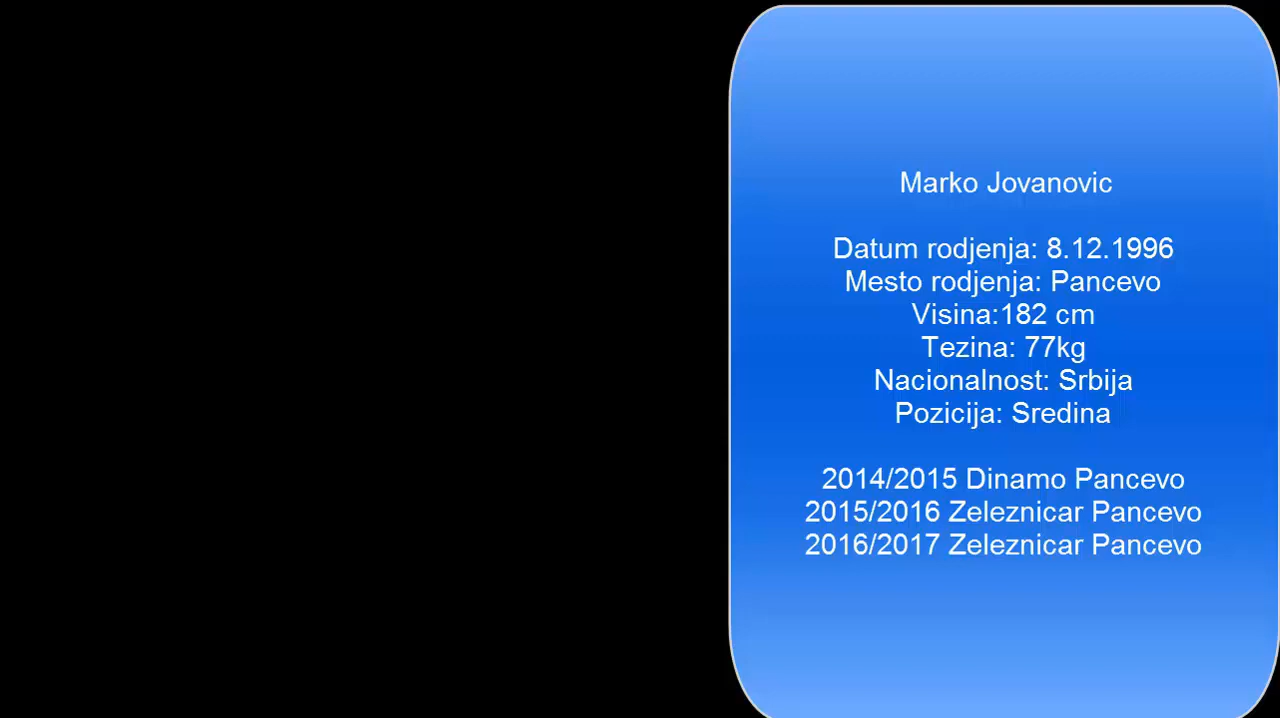 Marko Jovanovic
Datum rodjenja: 8.12.1996
Mesto rodjenja: Pancevo
Visina:182 cm
Tezina: 77kg
Nacionalnost: Srbija
Pozicija: Sredina
2014/2015 Dinamo Pancevo
2015/2016 Zeleznicar Pancevo
2016/2017 Zeleznicar Pancevo